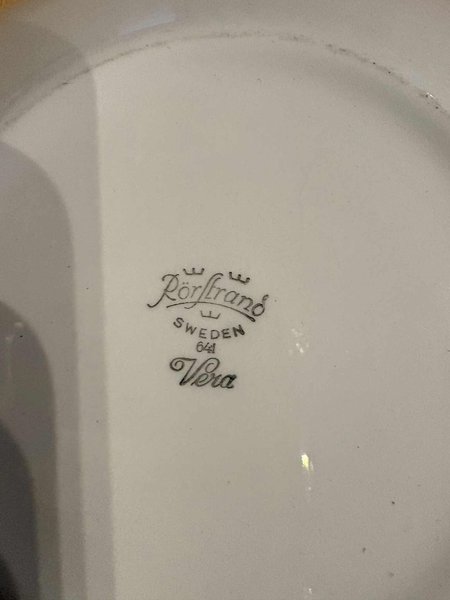 Rörstrand
SWEDEN
641
Vera